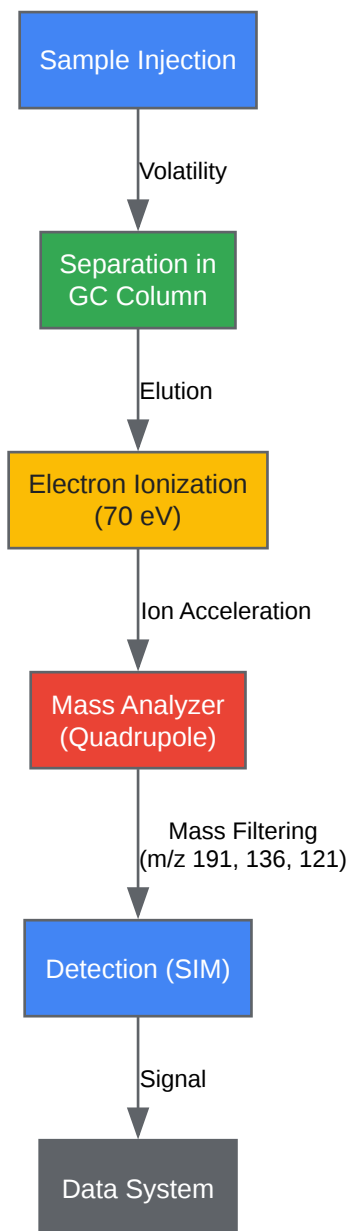 Sample Injection
Volatility
Separation in
GC Column
Elution
Electron Ionization
(70 eV)
Ion Acceleration
Mass Analyzer
(Quadrupole)
Mass Filtering
(m/z 191, 136, 121)
Detection (SIM)
Signal
Data System